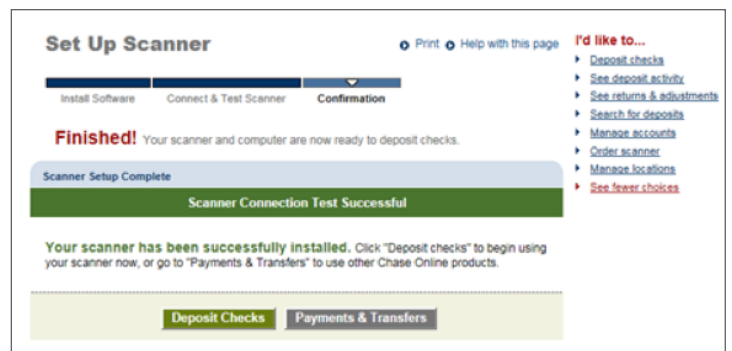 Set Up Scanner
Print Help with this page
Install Software Connect & Test Scanner Confirmation
Finished! Your scanner and computer are now ready to deposit checks.
Scanner Setup Complete
Scanner Connection Test Successful
Your scanner has been successfully installed. Click "Deposit checks" to begin using
your scanner now, or go to "Payments & Transfers" to use other Chase Online products.
Deposit Checks Payments & Transfers
I'd like to...
Deposit checks
See deposit activity
See returns & adjustments
Search for deposits
Manage accounts
Order scanner
Manage locations
See fewer choices